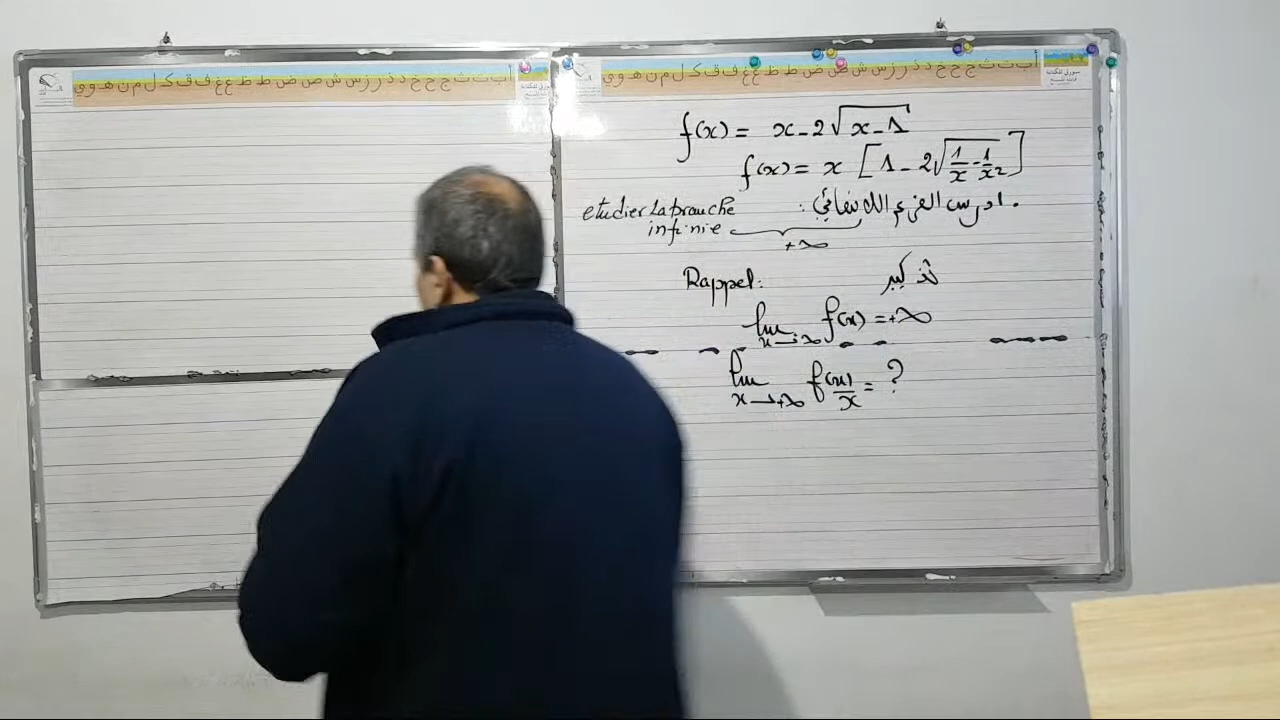 أ ب ت ث ج ح خ د ذ ر ز س ش ص ض ط ظ ع غ ف ق ك ل م ن ه و ي
أ ب ت ث ج ح خ د ذ ر ز س ش ص ض ط ظ ع غ ف ق ك ل م ن ه و ي
f(x) = x - 2√(x - 1)
f(x) = x [1 - 2√(1/x - 1/x²)]
ادرس الفرع اللانهائي : etudier la branche
infinie
+∞
Rappel: تذكير
lim x→+∞ f(x) = +∞
lim x→+∞ f(x)/x = ?